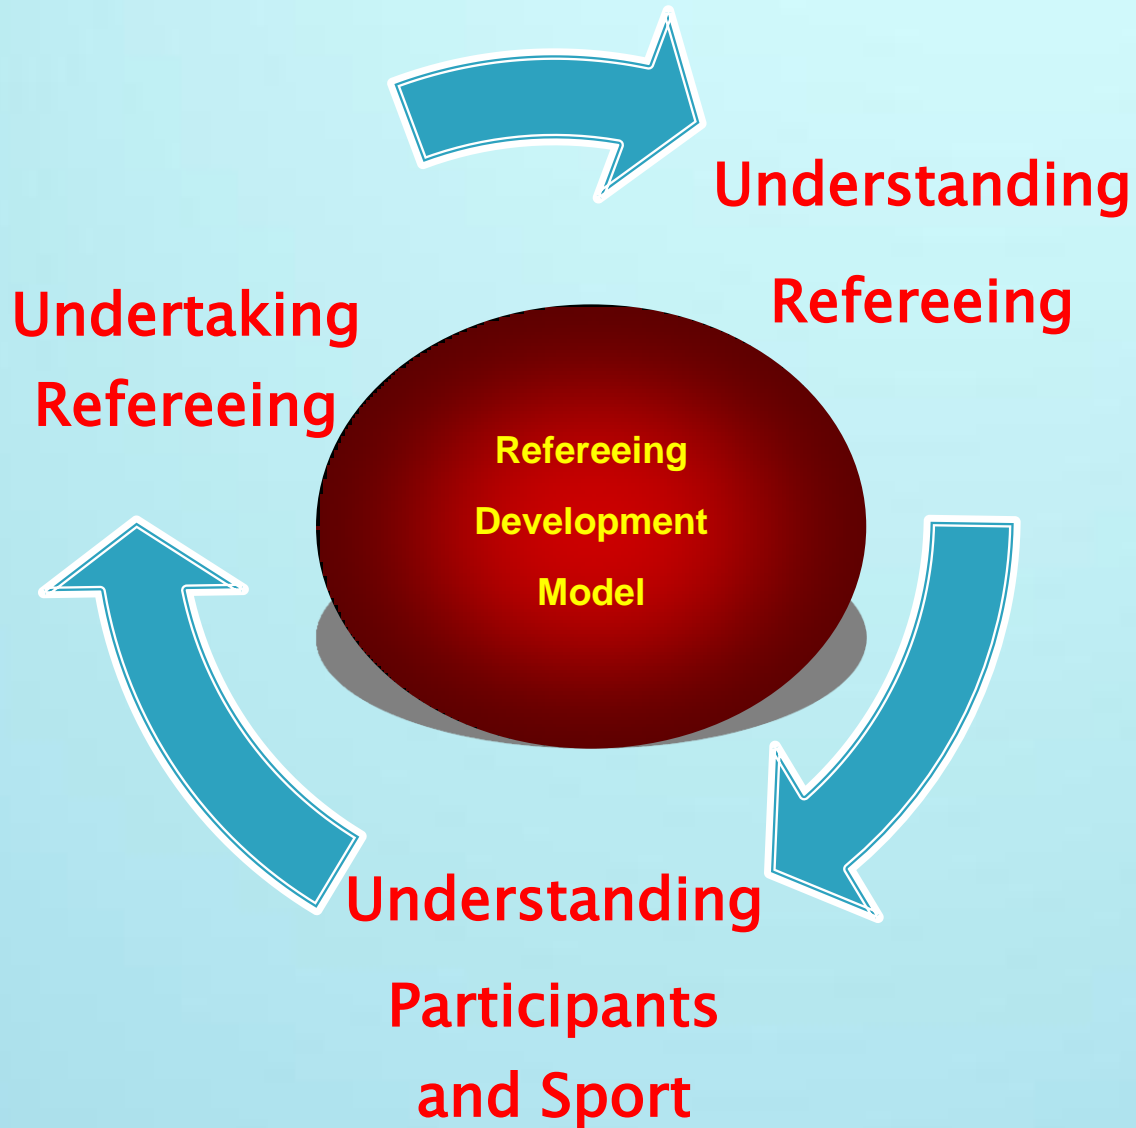 Understanding
Refereeing
Undertaking
Refereeing
Refereeing
Development
Model
Understanding
Participants
and Sport